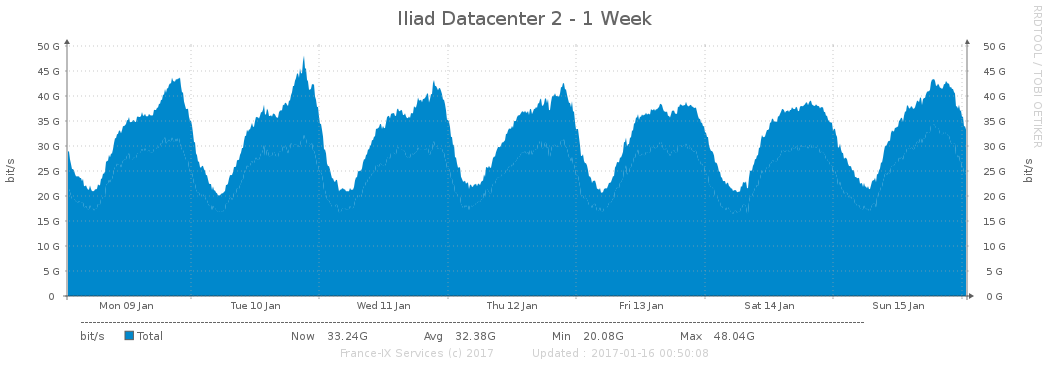 Iliad Datacenter 2 - 1 Week
RRDTOOL / TOBI OETIKER
bit/s
bit/s
50 G 50 G
45 G 45 G
40 G 40 G
35 G 35 G
30 G 30 G
25 G 25 G
20 G 20 G
15 G 15 G
10 G 10 G
5 G 5 G
0 0 G
Mon 09 Jan Tue 10 Jan Wed 11 Jan Thu 12 Jan Fri 13 Jan Sat 14 Jan Sun 15 Jan
bit/s Total Now 33.24G Avg 32.38G Min 20.08G Max 48.04G
France-IX Services (c) 2017 Updated : 2017-01-16 00:50:08